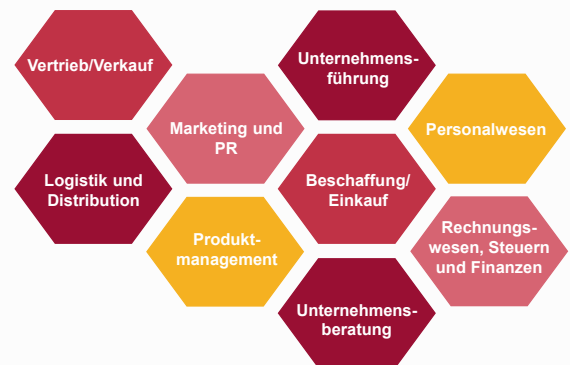 Vertrieb/Verkauf
Unternehmens-
führung
Marketing und
PR
Personalwesen
Logistik und
Distribution
Beschaffung/
Einkauf
Produkt-
management
Rechnungs-
wesen, Steuern
und Finanzen
Unternehmens-
beratung